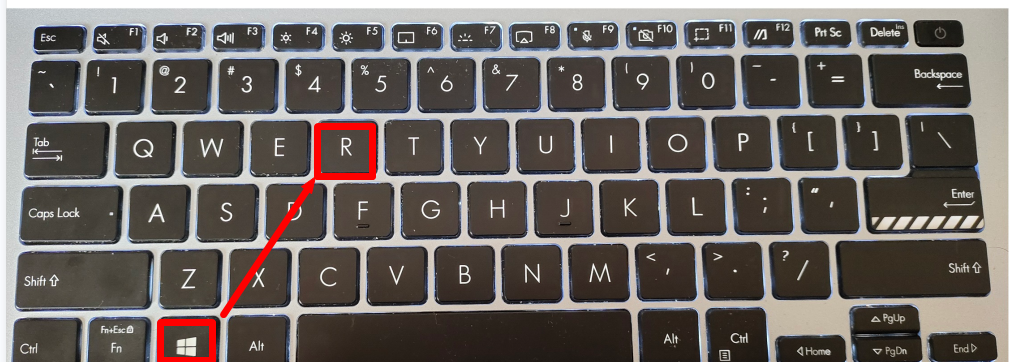 Esc F1 F2 F3 F4 F5 F6 F7 F8 F9 F10 F11 F12 Prt Sc Delete Ins
~ ` ! 1 @ 2 # 3 $ 4 % 5 ^ 6 & 7 * 8 ( 9 ) 0 _ - + = Backspace
Tab Q W E R T Y U I O P { [ } ] | \
Caps Lock A S D F G H J K L : ; " ' Enter
Shift Z X C V B N M < , > . ? / Shift
Ctrl Fn+Esc Fn Alt Alt Ctrl Home PgUp PgDn End